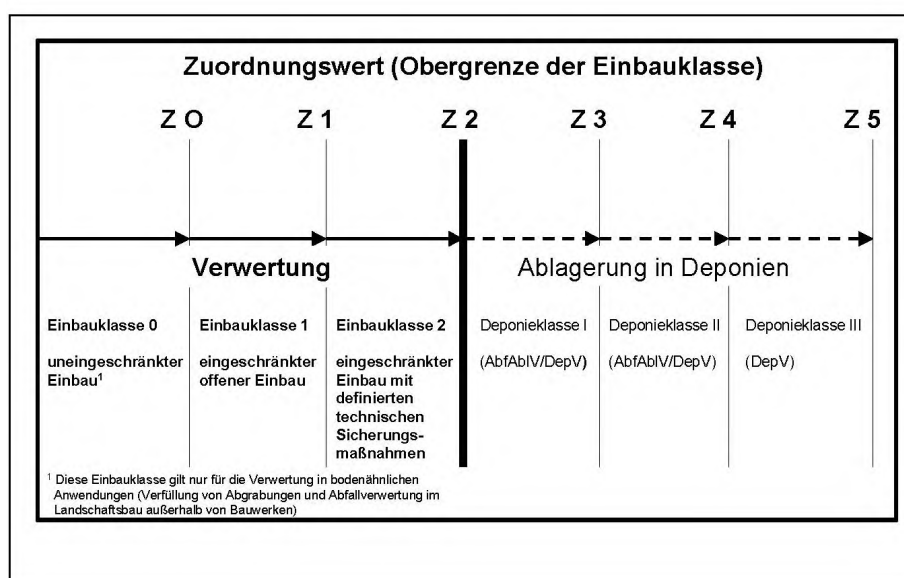 Zuordnungswert (Obergrenze der Einbauklasse)
Z 0 Z 1 Z 2 Z 3 Z 4 Z 5
Verwertung Ablagerung in Deponien
Einbauklasse 0
uneingeschränkter
Einbau¹
Einbauklasse 1
eingeschränkter
offener Einbau
Einbauklasse 2
eingeschränkter
Einbau mit
definierten
technischen
Sicherungs-
maßnahmen
Deponieklasse I
(AbfAblV/DepV)
Deponieklasse II
(AbfAblV/DepV)
Deponieklasse III
(DepV)
¹ Diese Einbauklasse gilt nur für die Verwertung in bodenähnlichen
Anwendungen (Verfüllung von Abgrabungen und Abfallverwertung im
Landschaftsbau außerhalb von Bauwerken)